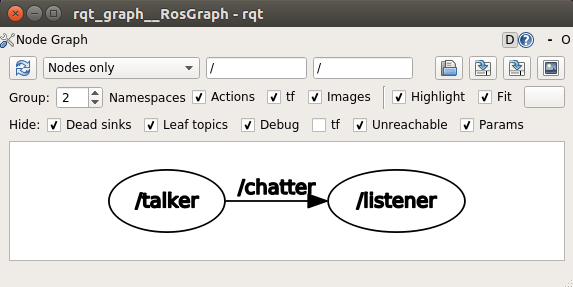 rqt_graph__RosGraph - rqt
Node Graph D ? - O
Nodes only / /
Group: 2 Namespaces Actions tf Images Highlight Fit
Hide: Dead sinks Leaf topics Debug tf Unreachable Params
/talker /chatter /listener